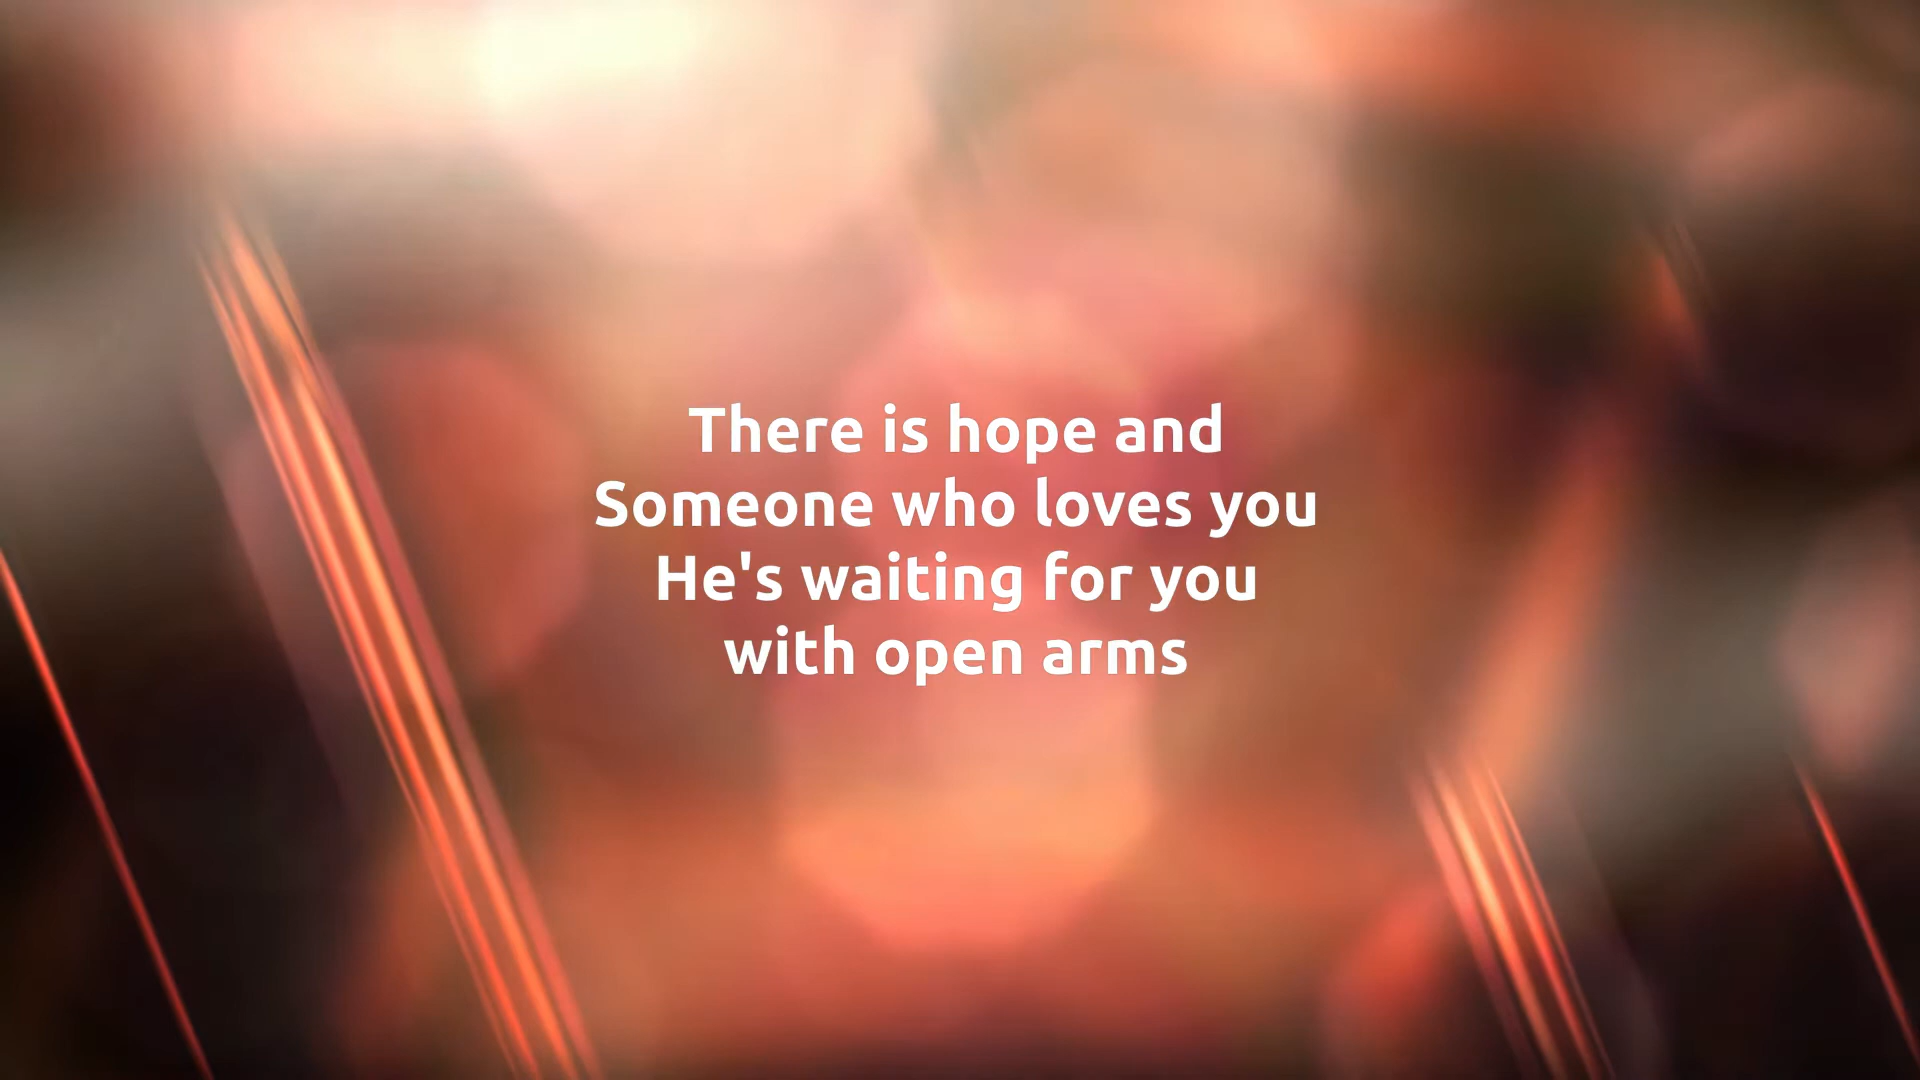 There is hope and
Someone who loves you
He's waiting for you
with open arms